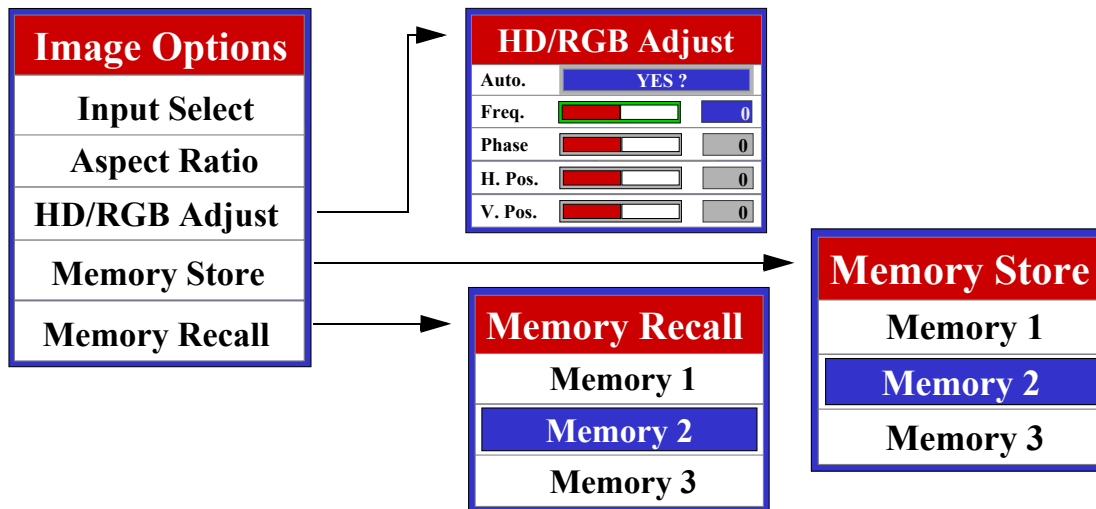 Image Options
Input Select
Aspect Ratio
HD/RGB Adjust
Memory Store
Memory Recall
HD/RGB Adjust
Auto. YES ?
Freq. 0
Phase 0
H. Pos. 0
V. Pos. 0
Memory Recall
Memory 1
Memory 2
Memory 3
Memory Store
Memory 1
Memory 2
Memory 3